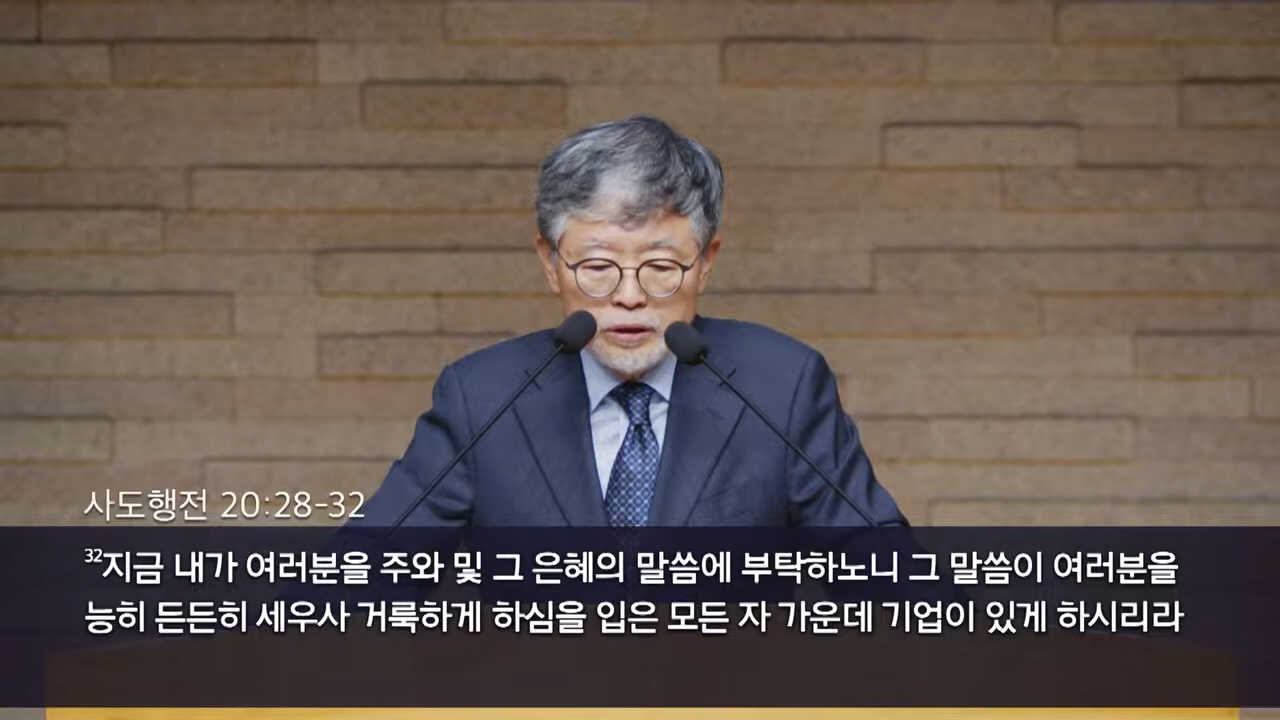 사도행전 20:28-32
32지금 내가 여러분을 주와 및 그 은혜의 말씀에 부탁하노니 그 말씀이 여러분을
능히 든든히 세우사 거룩하게 하심을 입은 모든 자 가운데 기업이 있게 하시리라